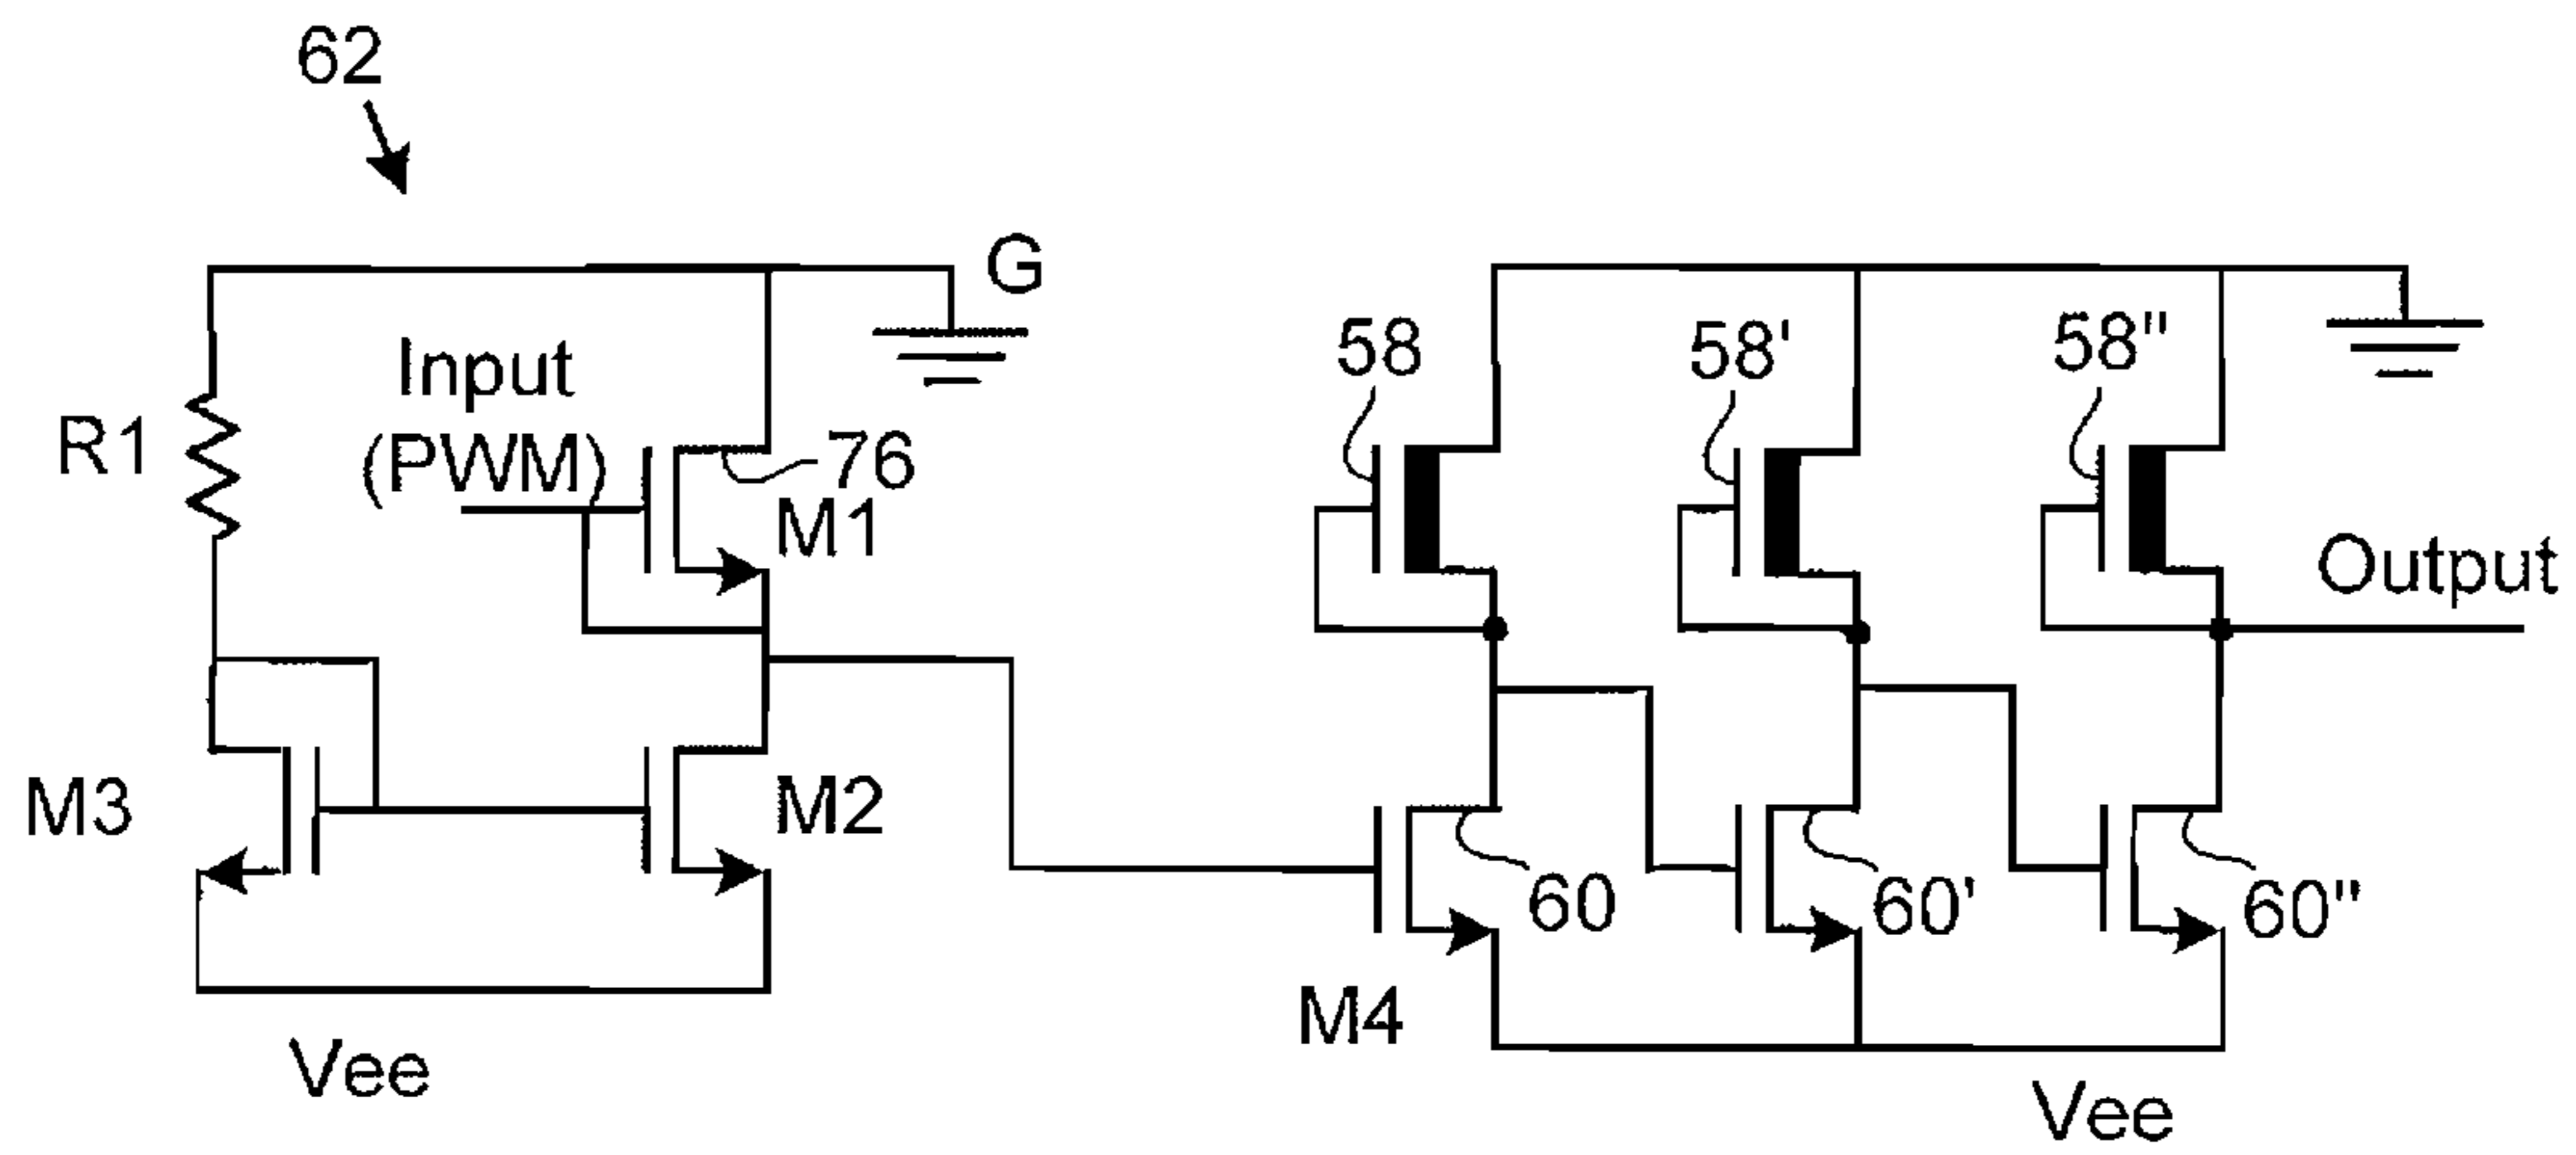 62
G
58
58'
58"
Input
(PWM)
R1
76
M1
Output
M3
M2
60
60'
60"
M4
Vee
Vee